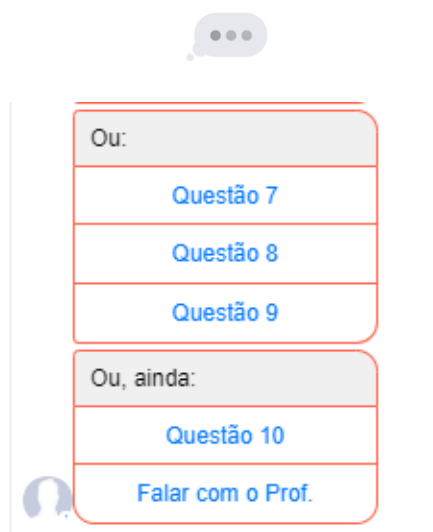 Ou:
Questão 7
Questão 8
Questão 9
Ou, ainda:
Questão 10
Falar com o Prof.